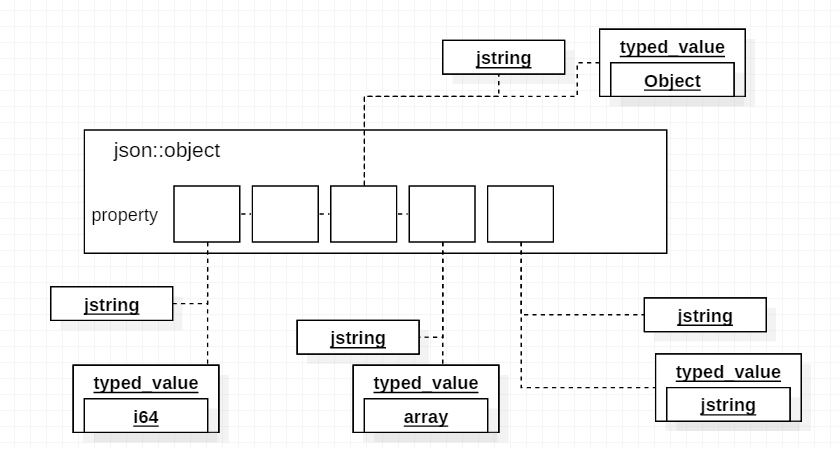 jstring
typed_value
Object
json::object
property
jstring
typed_value
i64
jstring
typed_value
array
jstring
typed_value
jstring